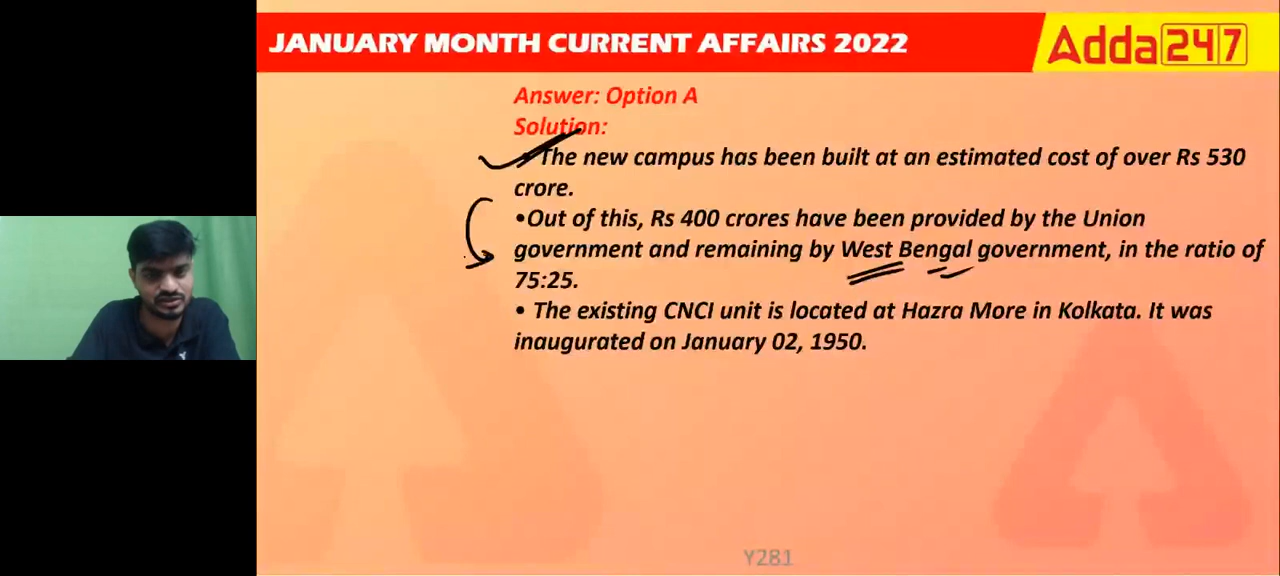 JANUARY MONTH CURRENT AFFAIRS 2022
Adda247
Answer: Option A
Solution:
• The new campus has been built at an estimated cost of over Rs 530
crore.
•Out of this, Rs 400 crores have been provided by the Union
government and remaining by West Bengal government, in the ratio of
75:25.
• The existing CNCI unit is located at Hazra More in Kolkata. It was
inaugurated on January 02, 1950.
Y281